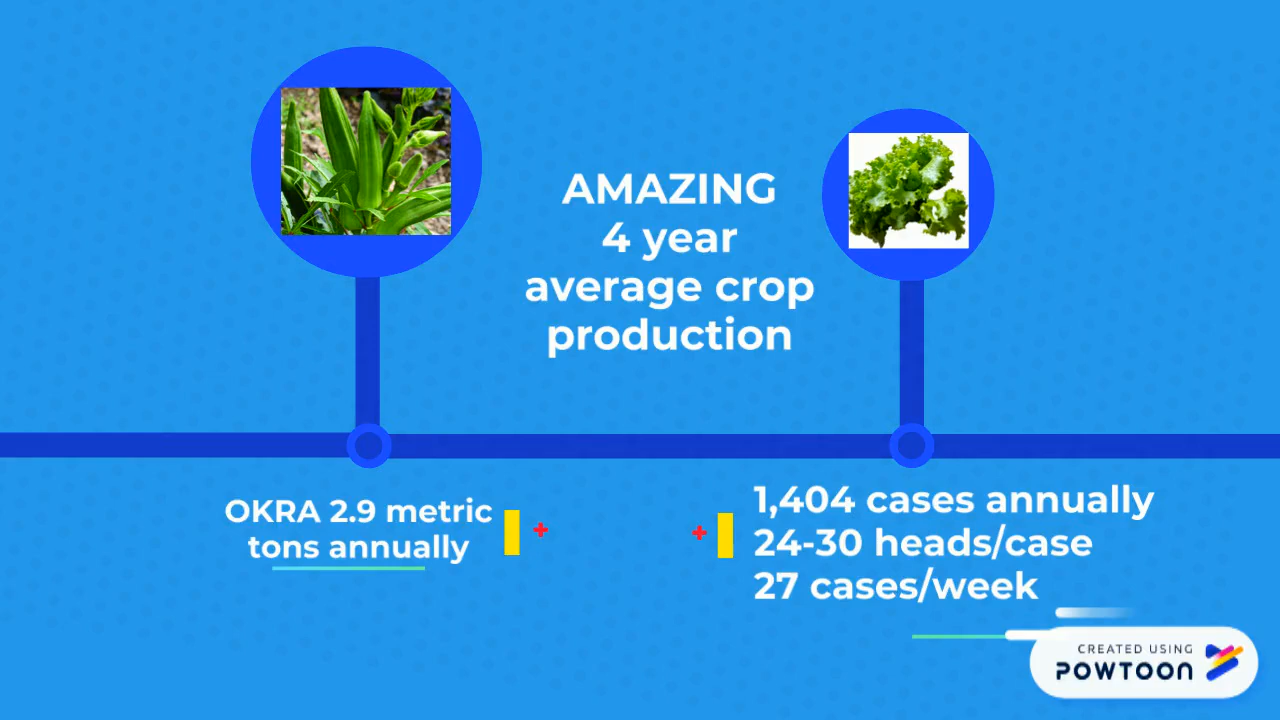 AMAZING
4 year
average crop
production
OKRA 2.9 metric
tons annually
1,404 cases annually
24-30 heads/case
27 cases/week
CREATED USING
POWTOON